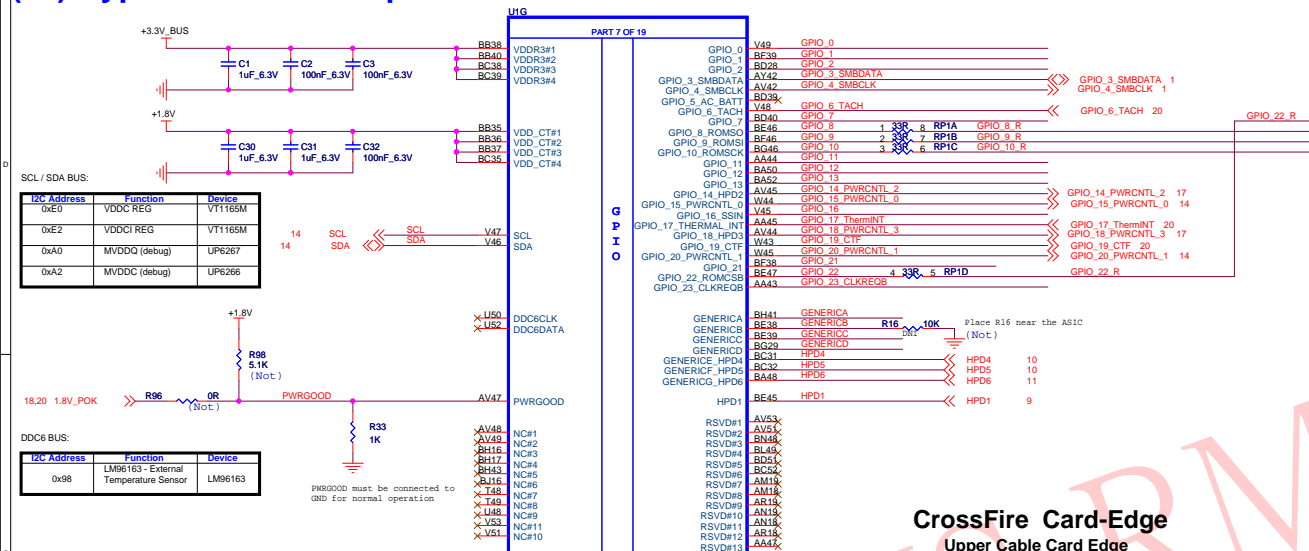 U1G
PART 7 OF 19
+3.3V_BUS
C1
1uF_6.3V
C2
100nF_6.3V
C3
100nF_6.3V
BB38 VDDR3#1
BB40 VDDR3#2
BC38 VDDR3#3
BC39 VDDR3#4
+1.8V
C30
1uF_6.3V
C31
1uF_6.3V
C32
100nF_6.3V
BB35 VDD_CT#1
BB36 VDD_CT#2
BB37 VDD_CT#3
BC35 VDD_CT#4
D
SCL / SDA BUS:
I2C Address Function Device
0xE0 VDDC REG VT1165M
0xE2 VDDCI REG VT1165M
0xA0 MVDDQ (debug) UP6267
0xA2 MVDDC (debug) UP6266
14 SCL SCL V47 SCL
14 SDA SDA V46 SDA
U50 DDC6CLK
U52 DDC6DATA
+1.8V
R98
5.1K
(Not)
18,20 1.8V_POK R96 0R PWRGOOD AV47 PWRGOOD
(Not)
R33
1K
PWRGOOD must be connected to
GND for normal operation
DDC6 BUS:
I2C Address Function Device
0x98 LM96163 - External Temperature Sensor LM96163
AV48 NC#1
AV49 NC#2
BH16 NC#3
BH17 NC#4
BH43 NC#5
BJ16 NC#6
T48 NC#7
T49 NC#8
U48 NC#9
V53 NC#11
V51 NC#10
GPIO
GPIO_0 V49 GPIO_0
GPIO_1 BF39 GPIO_1
GPIO_2 BD28 GPIO_2
GPIO_3_SMBDATA AY42 GPIO_3_SMBDATA GPIO_3_SMBDATA 1
GPIO_4_SMBCLK AV42 GPIO_4_SMBCLK GPIO_4_SMBCLK 1
GPIO_5_AC_BATT BD39
GPIO_6_TACH V48 GPIO_6_TACH GPIO_6_TACH 20
GPIO_7 BD40 GPIO_7
GPIO_8_ROMSO BE46 GPIO_8 1 33R 8 RP1A GPIO_8_R
GPIO_9_ROMSI BF46 GPIO_9 2 33R 7 RP1B GPIO_9_R
GPIO_10_ROMSCK BG46 GPIO_10 3 33R 6 RP1C GPIO_10_R
GPIO_11 AA44 GPIO_11
GPIO_12 BA50 GPIO_12
GPIO_13 BA52 GPIO_13
GPIO_14_HPD2 AV45 GPIO_14_PWRCNTL_2 GPIO_14_PWRCNTL_2 17
GPIO_15_PWRCNTL_0 W44 GPIO_15_PWRCNTL_0 GPIO_15_PWRCNTL_0 14
GPIO_16_SSIN V45 GPIO_16
GPIO_17_THERMAL_INT AA45 GPIO_17_ThermINT GPIO_17_ThermINT 20
GPIO_18_HPD3 AV44 GPIO_18_PWRCNTL_3 GPIO_18_PWRCNTL_3 17
GPIO_19_CTF W43 GPIO_19_CTF GPIO_19_CTF 20
GPIO_20_PWRCNTL_1 W45 GPIO_20_PWRCNTL_1 GPIO_20_PWRCNTL_1 14
GPIO_21 BF38 GPIO_21
GPIO_22_ROMCSB BE47 GPIO_22 4 33R 5 RP1D GPIO_22_R
GPIO_23_CLKREQB AA43 GPIO_23_CLKREQB
GPIO_22_R
GENERICA BH41 GENERICA
GENERICB BE38 GENERICB R16 10K
DNI
Place R16 near the ASIC
(Not)
GENERICC BE39 GENERICC
GENERICD BG29 GENERICD
GENERICE_HPD4 BC31 HPD4 HPD4 10
GENERICF_HPD5 BC32 HPD5 HPD5 10
GENERICG_HPD6 BA48 HPD6 HPD6 11
HPD1 BE45 HPD1 HPD1 9
RSVD#1 AV53
RSVD#2 AV51
RSVD#3 BN48
RSVD#4 BL49
RSVD#5 BD51
RSVD#6 BC52
RSVD#7 AM19
RSVD#8 AM18
RSVD#9 AR19
RSVD#10 AN19
RSVD#11 AN18
RSVD#12 AR18
RSVD#13 AA47
CrossFire Card-Edge
Upper Cable Card Edge